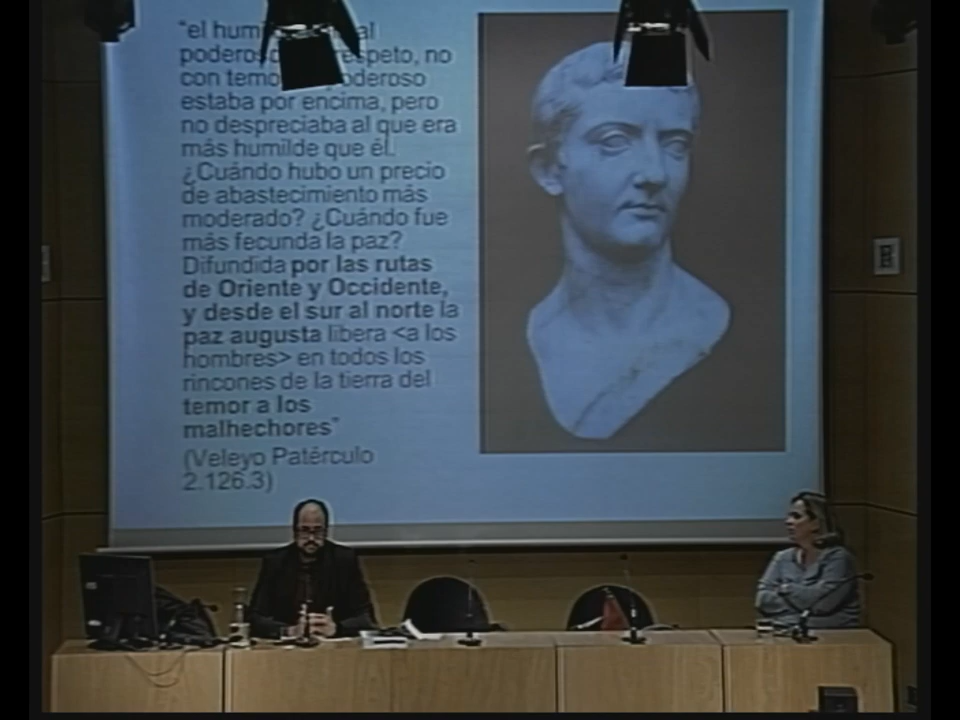 “el al
poderoso respeto, no
con poderoso
estaba por encima, pero
no despreciaba al que era
más humilde que él.
¿Cuándo hubo un precio
de abastecimiento más
moderado? ¿Cuándo fue
más fecunda la paz?
Difundida por las rutas
de Oriente y Occidente,
y desde el sur al norte la
paz augusta libera <a los
hombres> en todos los
rincones de la tierra del
temor a los
malhechores”
(Veleyo Patérculo
2.126.3)